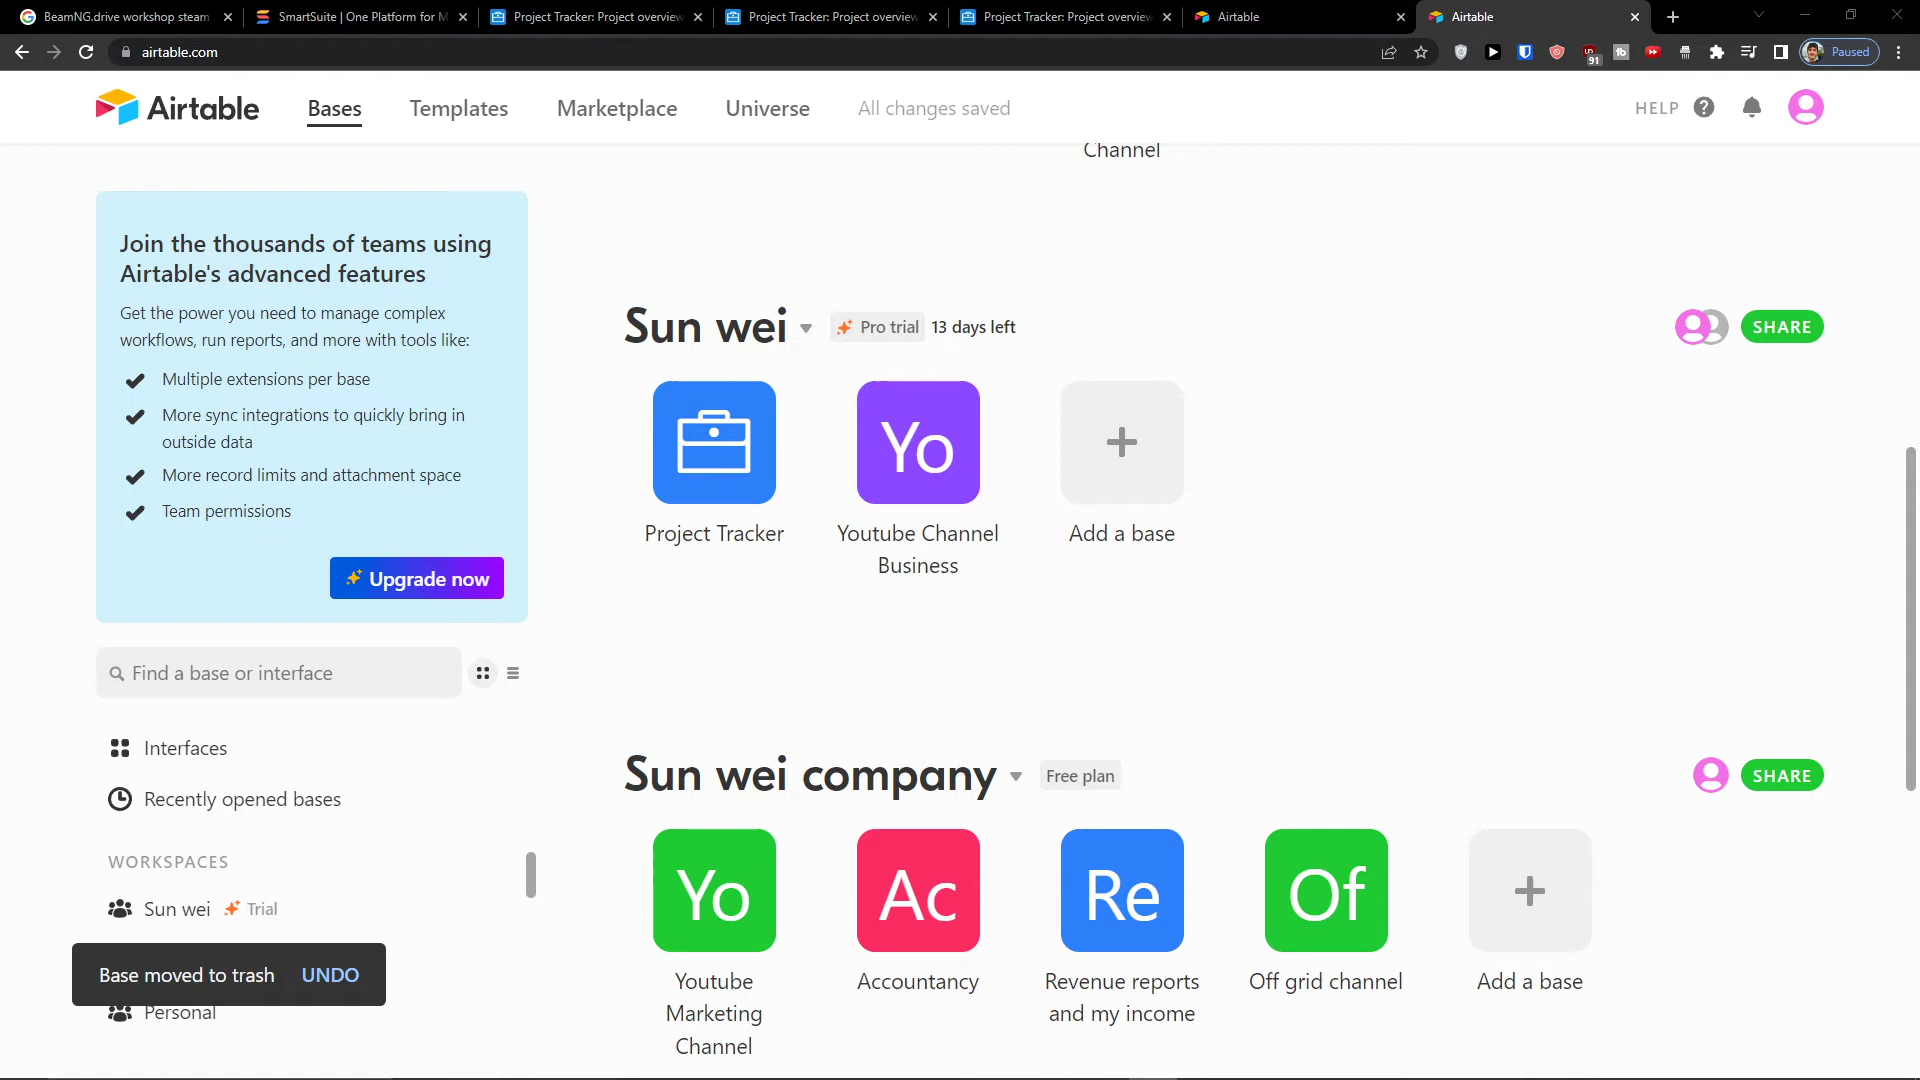 BeamNG.drive workshop steam
SmartSuite | One Platform for M
Project Tracker: Project overview
Project Tracker: Project overview
Project Tracker: Project overview
Airtable
Airtable
airtable.com
91
Paused
Airtable
Bases
Templates
Marketplace
Universe
All changes saved
HELP
Channel
Join the thousands of teams using
Airtable's advanced features
Get the power you need to manage complex
workflows, run reports, and more with tools like:
Multiple extensions per base
More sync integrations to quickly bring in
outside data
More record limits and attachment space
Team permissions
Upgrade now
Find a base or interface
Interfaces
Recently opened bases
WORKSPACES
Sun wei Trial
Base moved to trash UNDO
Personal
Sun wei
Pro trial 13 days left
SHARE
Yo
Project Tracker
Youtube Channel
Business
Add a base
Sun wei company
Free plan
SHARE
Yo
Ac
Re
Of
Youtube
Marketing
Channel
Accountancy
Revenue reports
and my income
Off grid channel
Add a base